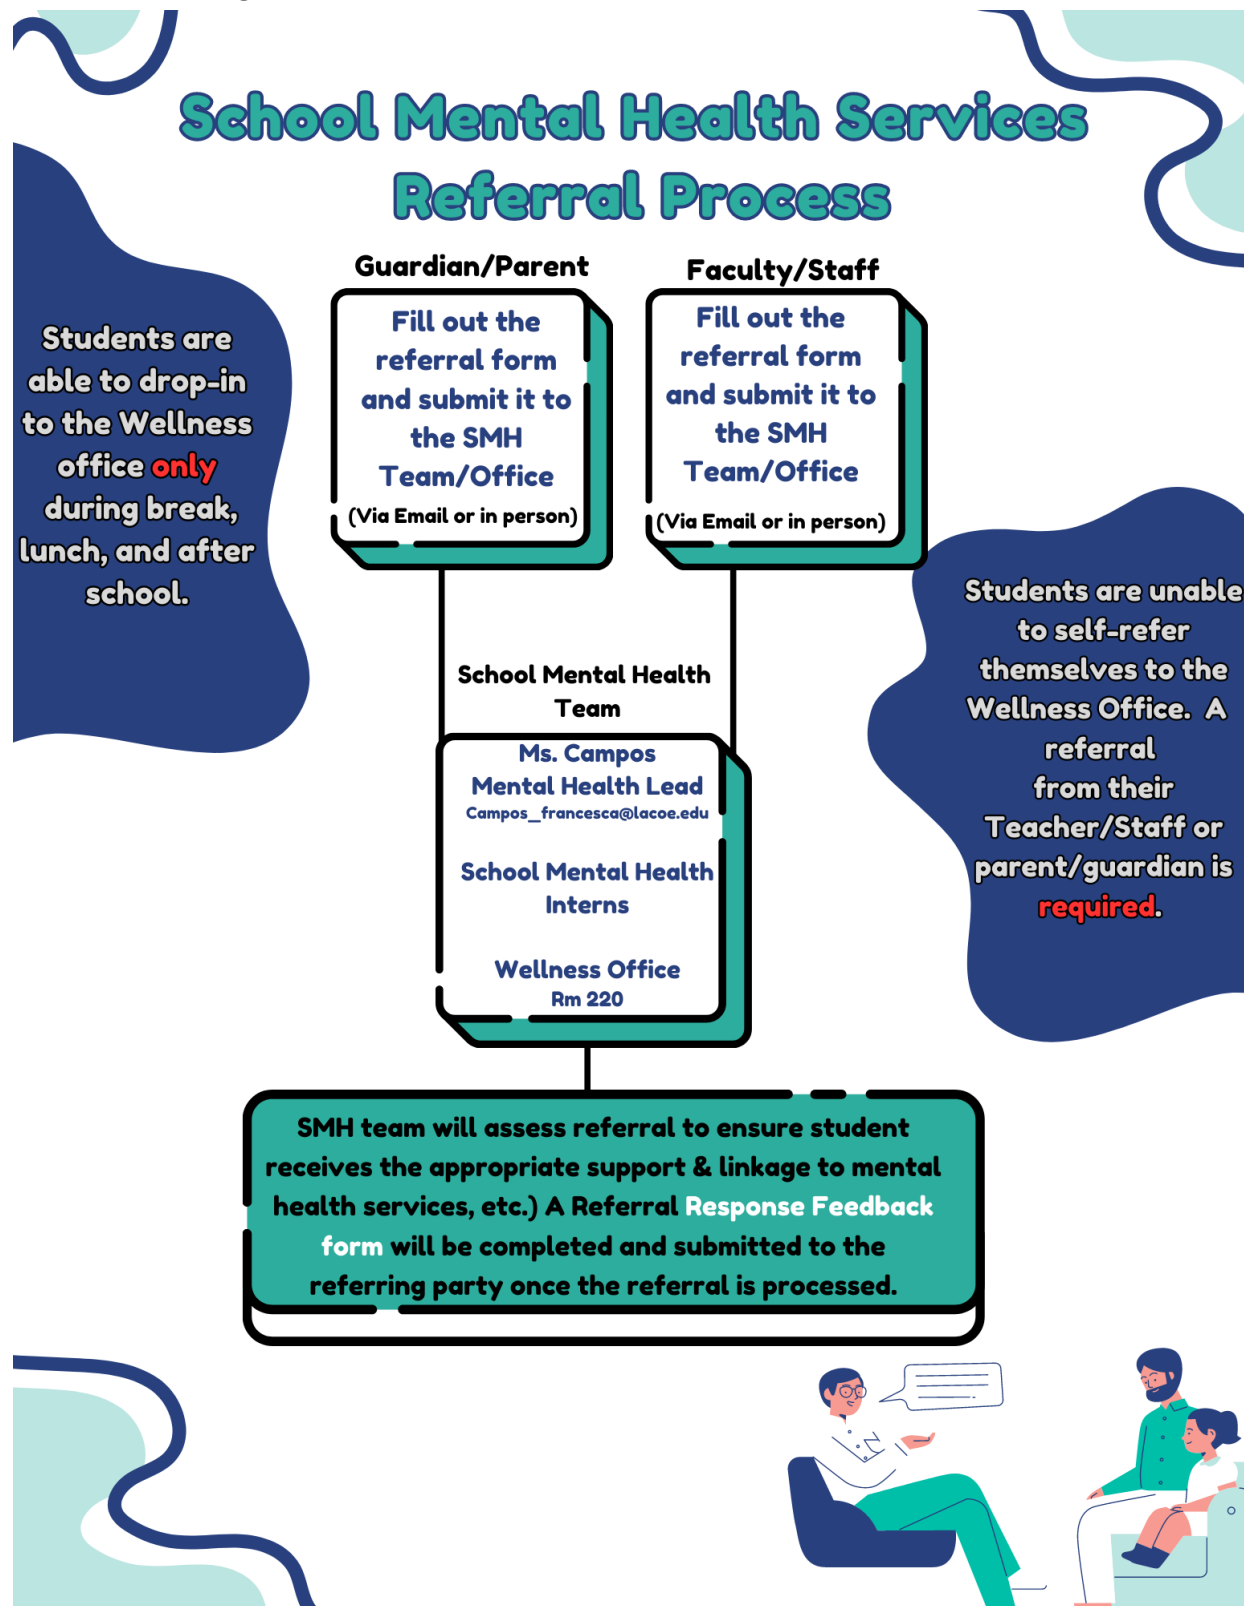 School Mental Health Services
Referral Process
Guardian/Parent
Fill out the
referral form
and submit it to
the SMH
Team/Office
(Via Email or in person)
Faculty/Staff
Fill out the
referral form
and submit it to
the SMH
Team/Office
(Via Email or in person)
Students are
able to drop-in
to the Wellness
office only
during break,
lunch, and after
school.
Students are unable
to self-refer
themselves to the
Wellness Office. A
referral
from their
Teacher/Staff or
parent/guardian is
required.
School Mental Health
Team
Ms. Campos
Mental Health Lead
Campos_francesca@lacoe.edu
School Mental Health
Interns
Wellness Office
Rm 220
SMH team will assess referral to ensure student
receives the appropriate support & linkage to mental
health services, etc.) A Referral Response Feedback
form will be completed and submitted to the
referring party once the referral is processed.